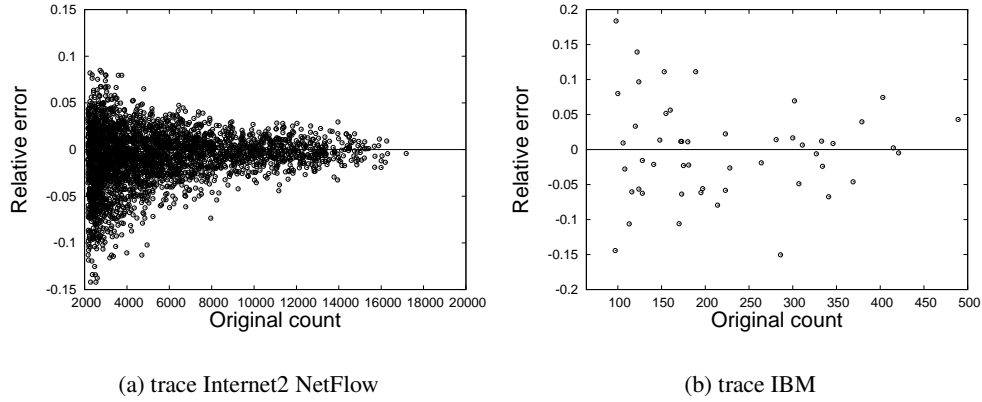 0.15
0.1
0.05
0
-0.05
-0.1
-0.15
Relative error
2000 4000 6000 8000 10000 12000 14000 16000 18000 20000
Original count
(a) trace Internet2 NetFlow
0.2
0.15
0.1
0.05
0
-0.05
-0.1
-0.15
-0.2
Relative error
100 150 200 250 300 350 400 450 500
Original count
(b) trace IBM